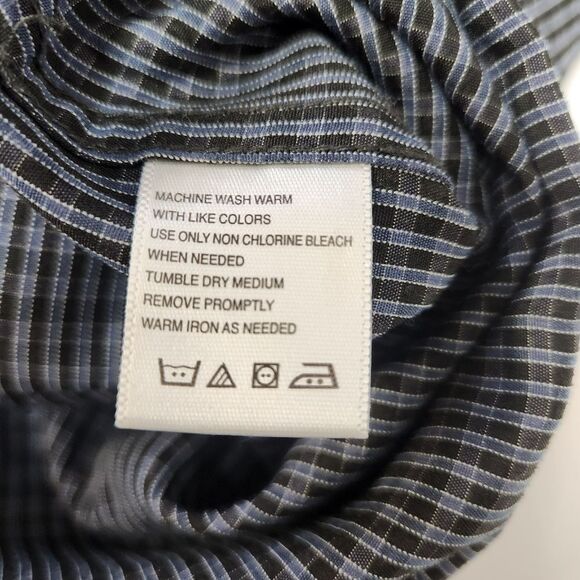 MACHINE WASH WARM
WITH LIKE COLORS
USE ONLY NON CHLORINE BLEACH
WHEN NEEDED
TUMBLE DRY MEDIUM
REMOVE PROMPTLY
WARM IRON AS NEEDED